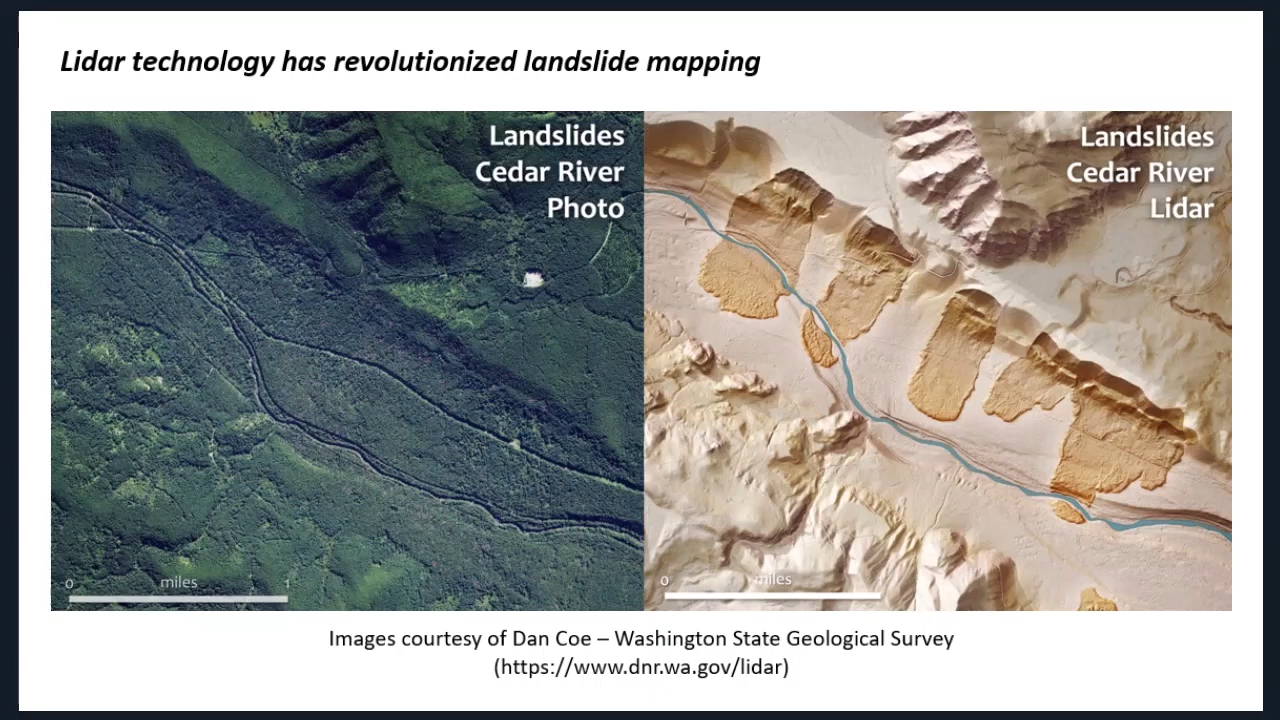 Lidar technology has revolutionized landslide mapping
Landslides
Cedar River
Photo
0 miles 1
Landslides
Cedar River
Lidar
0 miles
Images courtesy of Dan Coe – Washington State Geological Survey
(https://www.dnr.wa.gov/lidar)